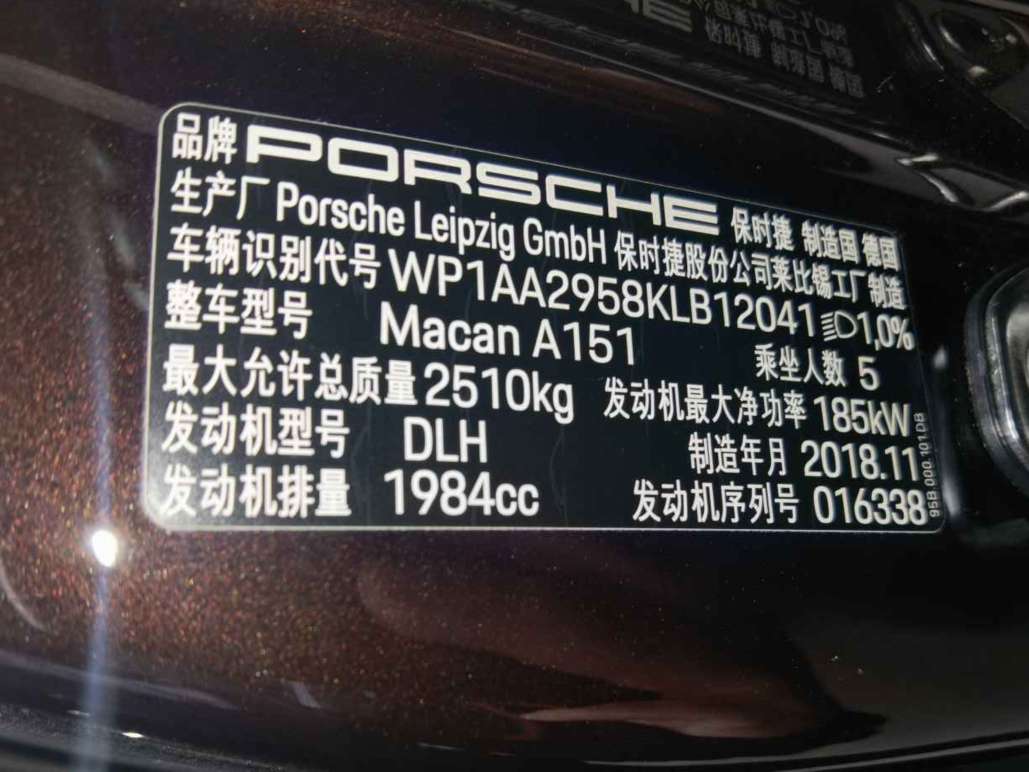 品牌 PORSCHE 保时捷 制造国 德国
生产厂 Porsche Leipzig GmbH 保时捷股份公司莱比锡工厂制造
车辆识别代号 WP1AA2958KLB12041 1,0%
整车型号 Macan A151 乘坐人数 5
最大允许总质量 2510kg 发动机最大净功率 185kW
发动机型号 DLH 制造年月 2018.11
发动机排量 1984cc 发动机序列号 016338
95B.000.101.DB